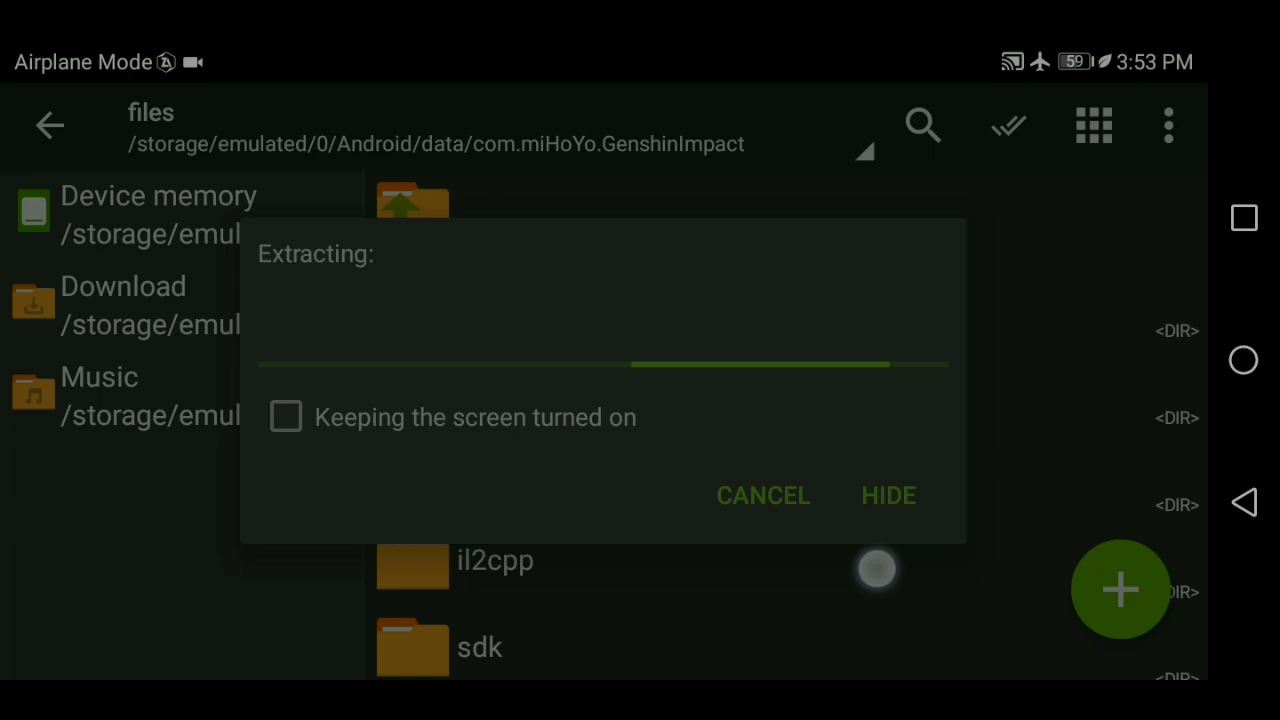 Airplane Mode
59 3:53 PM
files
/storage/emulated/0/Android/data/com.miHoYo.GenshinImpact
Device memory
/storage/emul
Download
/storage/emul
Music
/storage/emul
Extracting:
Keeping the screen turned on
CANCEL HIDE
<DIR>
<DIR>
<DIR>
il2cpp
DIR>
sdk
<DIR>